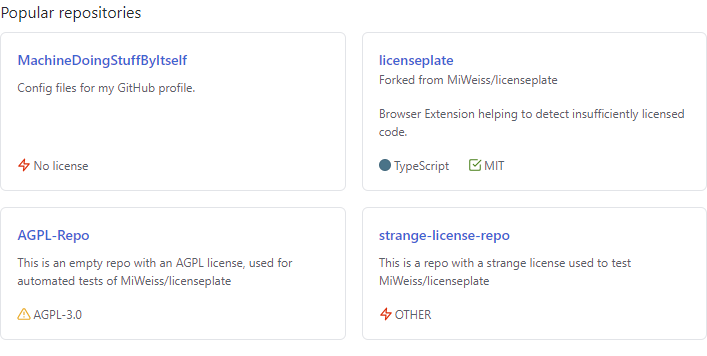 Popular repositories
MachineDoingStuffByItself
Config files for my GitHub profile.
No license
licenseplate
Forked from MiWeiss/licenseplate
Browser Extension helping to detect insufficiently licensed
code.
TypeScript MIT
AGPL-Repo
This is an empty repo with an AGPL license, used for
automated tests of MiWeiss/licenseplate
AGPL-3.0
strange-license-repo
This is a repo with a strange license used to test
MiWeiss/licenseplate
OTHER